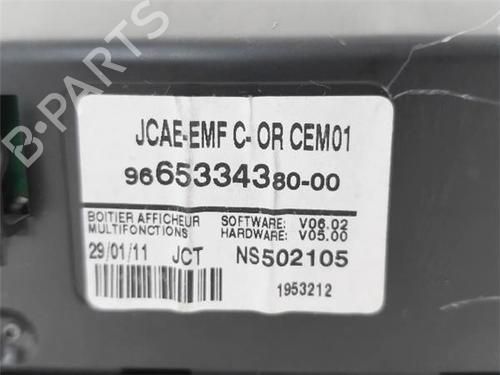 JCAE-EMF C- OR CEM01
9665334380-00
BOITIER AFFICHEUR SOFTWARE: V06.02
MULTIFONCTIONS HARDWARE: V05.00
29/01/11 JCT NS502105
1953212
B-PARTS